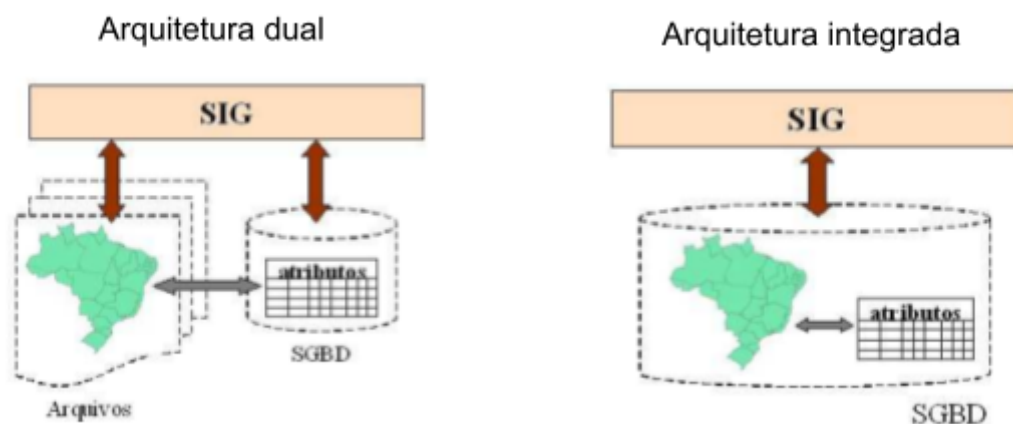 Arquitetura dual
SIG
atributos
SGBD
Arquivos
Arquitetura integrada
SIG
atributos
SGBD